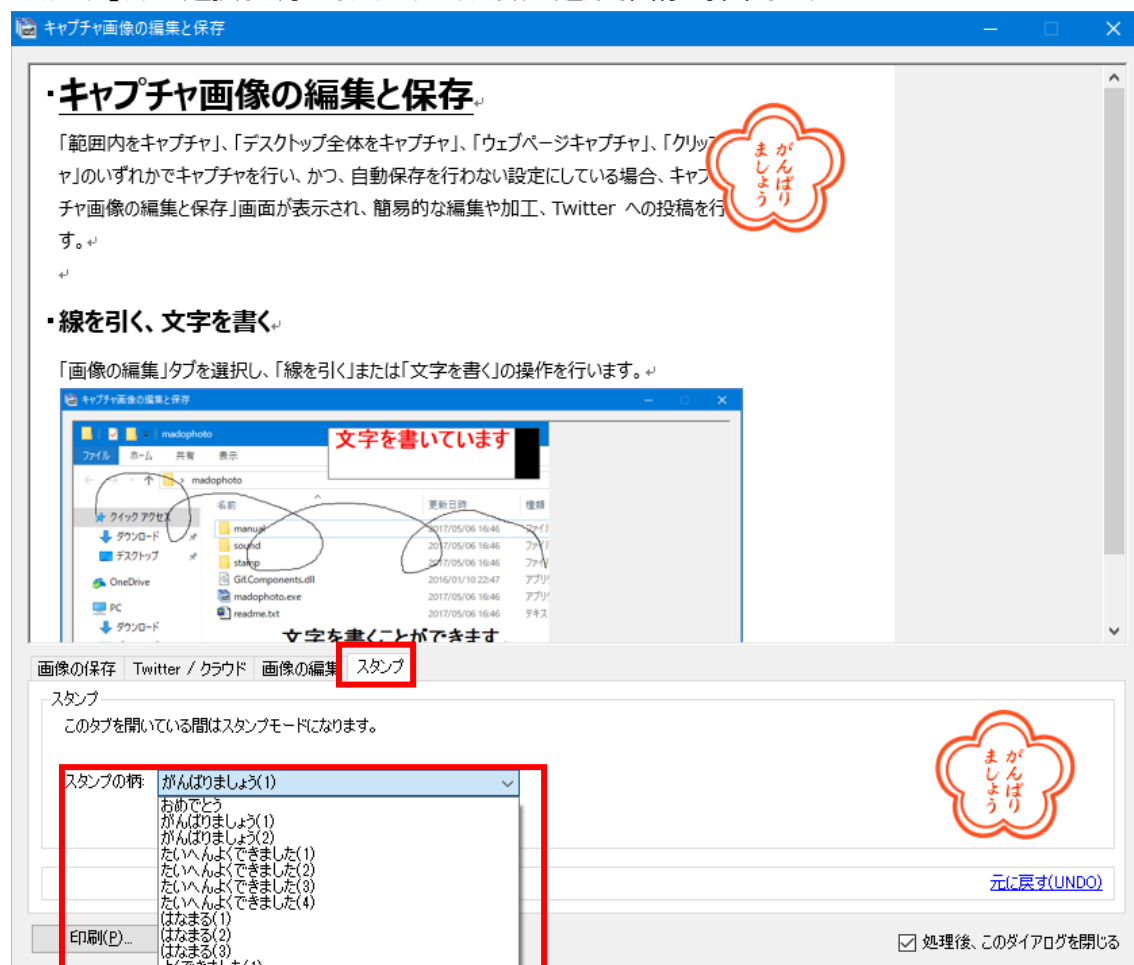 キャプチャ画像の編集と保存
・キャプチャ画像の編集と保存
「範囲内をキャプチャ」、「デスクトップ全体をキャプチャ」、「ウェブページキャプチャ」、「クリッ
ャ」のいずれかでキャプチャを行い、かつ、自動保存を行わない設定にしている場合、キャプ
チャ画像の編集と保存」画面が表示され、簡易的な編集や加工、Twitter への投稿を行
す。
がんばり
ましょう
・線を引く、文字を書く
「画像の編集」タブを選択し、「線を引く」または「文字を書く」の操作を行います。
キャプチャ画像の編集と保存
madophoto
文字を書いています
ファイル ホーム 共有 表示
madophoto
名前 更新日時 種類
クイック アクセス
ダウンロード
デスクトップ
OneDrive
PC
ダウンロード
manual 2017/05/06 16:46
sound 2017/05/06 16:46
stamp 2017/05/06 16:46
Gif.Components.dll 2016/01/10 22:47 アプリ
madophoto.exe 2017/05/06 16:46 アプリ
readme.txt 2017/05/06 16:46 テキス
文字を書くことができます
画像の保存 Twitter / クラウド 画像の編集 スタンプ
スタンプ
このタブを開いている間はスタンプモードになります。
スタンプの柄: がんばりましょう(1)
おめでとう
がんばりましょう(1)
がんばりましょう(2)
たいへんよくできました(1)
たいへんよくできました(2)
たいへんよくできました(3)
たいへんよくできました(4)
はなまる(1)
はなまる(2)
はなまる(3)
がんばり
ましょう
元に戻す(UNDO)
印刷(P)...
処理後、このダイアログを閉じる